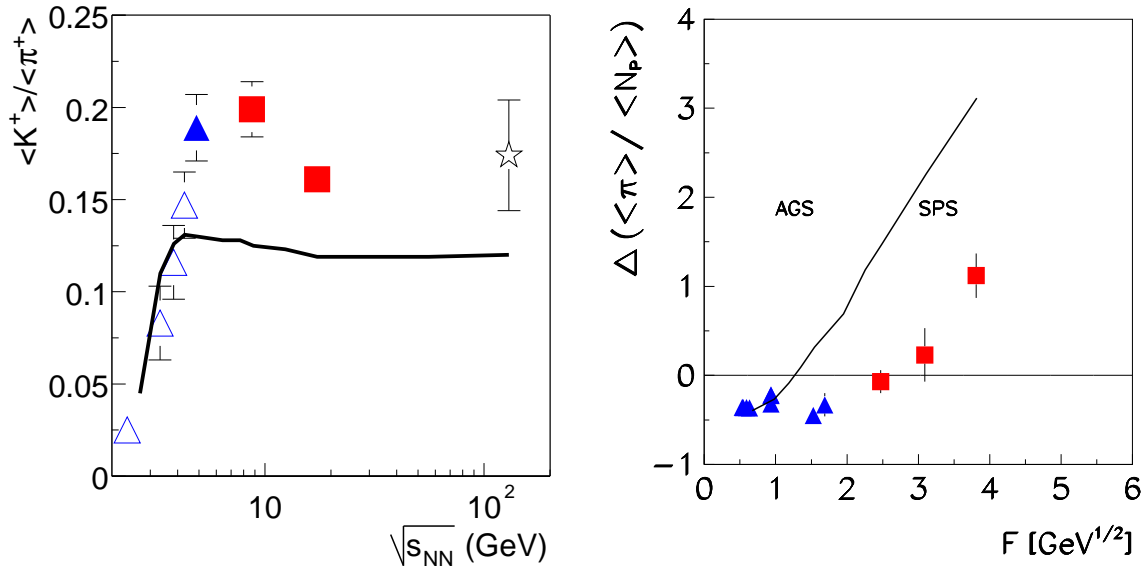 <K⁺>/<π⁺>
0.25
0.2
0.15
0.1
0.05
0
10
10²
√sNN (GeV)
Δ(<π>/<Nₚ>)
4
3
2
1
0
−1
AGS
SPS
0 1 2 3 4 5 6
F [GeV¹/²]